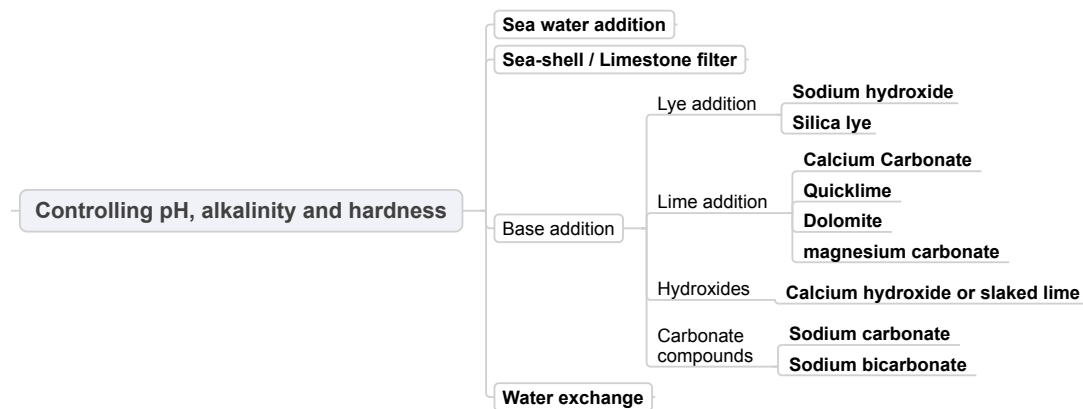 Sea water addition
Sea-shell / Limestone filter
Lye addition
Sodium hydroxide
Silica lye
Controlling pH, alkalinity and hardness
Base addition
Lime addition
Calcium Carbonate
Quicklime
Dolomite
magnesium carbonate
Hydroxides
Calcium hydroxide or slaked lime
Carbonate
compounds
Sodium carbonate
Sodium bicarbonate
Water exchange